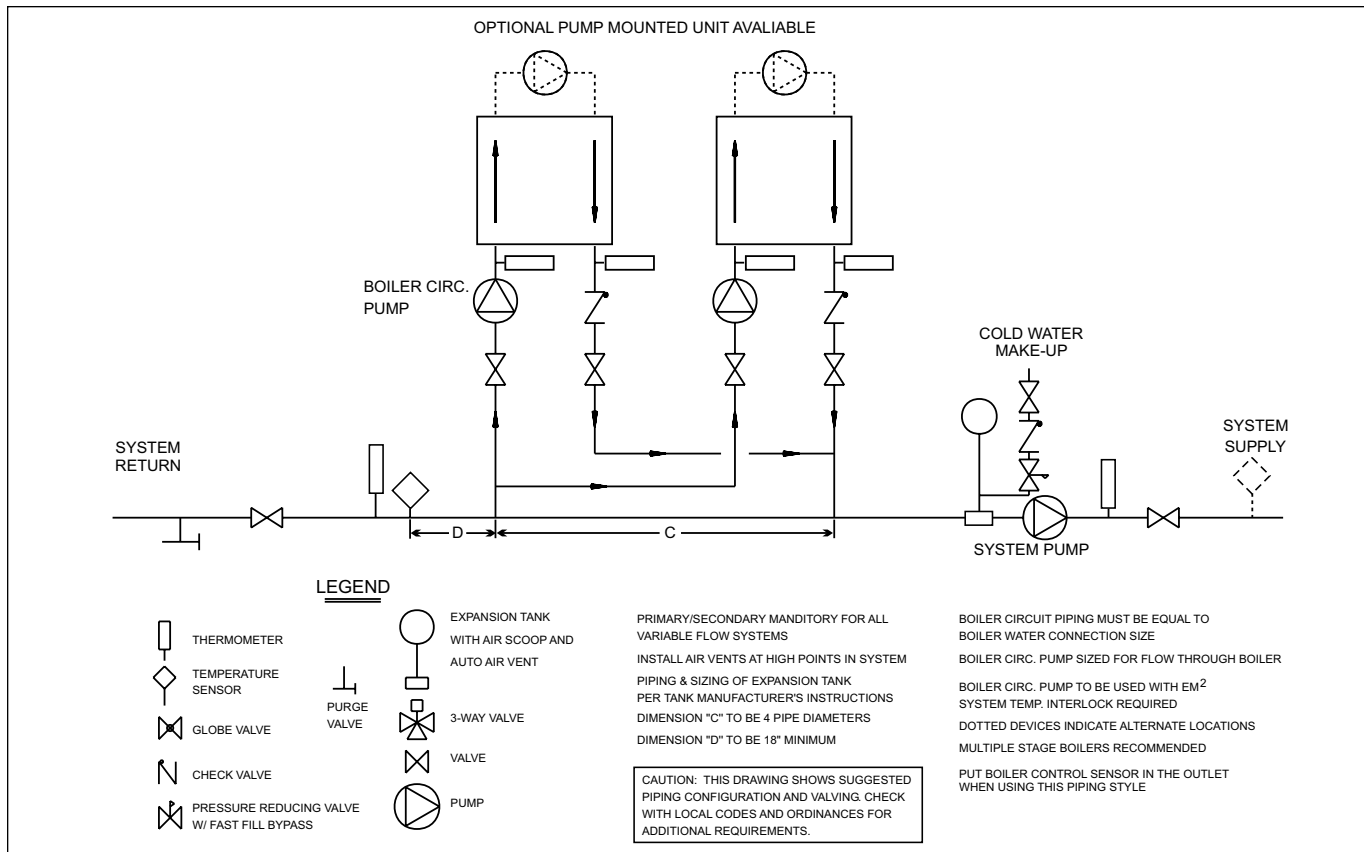 OPTIONAL PUMP MOUNTED UNIT AVALIABLE
BOILER CIRC.
PUMP
COLD WATER
MAKE-UP
SYSTEM
RETURN
SYSTEM
SUPPLY
D
C
SYSTEM PUMP
LEGEND
THERMOMETER
TEMPERATURE
SENSOR
GLOBE VALVE
CHECK VALVE
PRESSURE REDUCING VALVE
W/ FAST FILL BYPASS
PURGE
VALVE
EXPANSION TANK
WITH AIR SCOOP AND
AUTO AIR VENT
3-WAY VALVE
VALVE
PUMP
PRIMARY/SECONDARY MANDITORY FOR ALL
VARIABLE FLOW SYSTEMS
INSTALL AIR VENTS AT HIGH POINTS IN SYSTEM
PIPING & SIZING OF EXPANSION TANK
PER TANK MANUFACTURER'S INSTRUCTIONS
DIMENSION "C" TO BE 4 PIPE DIAMETERS
DIMENSION "D" TO BE 18" MINIMUM
CAUTION: THIS DRAWING SHOWS SUGGESTED
PIPING CONFIGURATION AND VALVING. CHECK
WITH LOCAL CODES AND ORDINANCES FOR
ADDITIONAL REQUIREMENTS.
BOILER CIRCUIT PIPING MUST BE EQUAL TO
BOILER WATER CONNECTION SIZE
BOILER CIRC. PUMP SIZED FOR FLOW THROUGH BOILER
BOILER CIRC. PUMP TO BE USED WITH EM²
SYSTEM TEMP. INTERLOCK REQUIRED
DOTTED DEVICES INDICATE ALTERNATE LOCATIONS
MULTIPLE STAGE BOILERS RECOMMENDED
PUT BOILER CONTROL SENSOR IN THE OUTLET
WHEN USING THIS PIPING STYLE